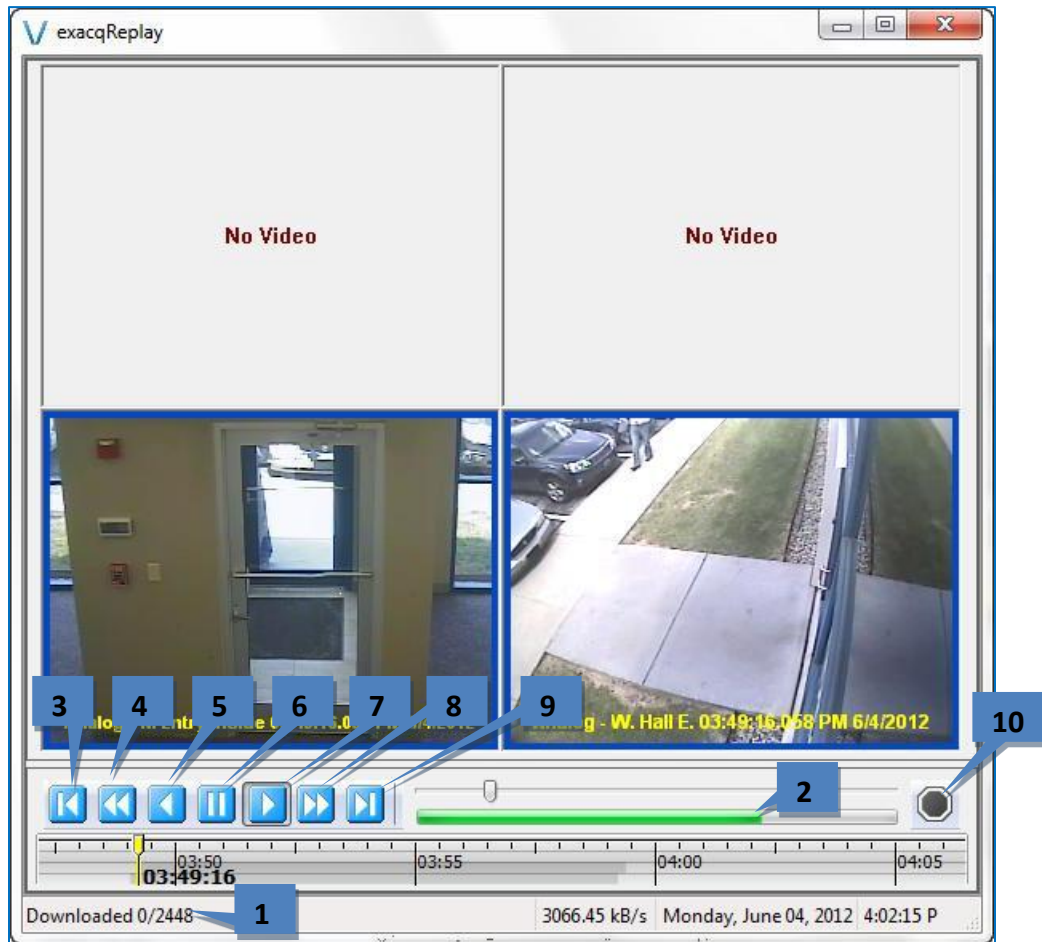 exacqReplay
No Video
No Video
- W. Hall E. 03:49:16.058 PM 6/4/2012
3
4
5
6
7
8
9
10
2
03:50
03:55
04:00
04:05
03:49:16
Downloaded 0/2448
1
3066.45 kB/s
Monday, June 04, 2012
4:02:15 P